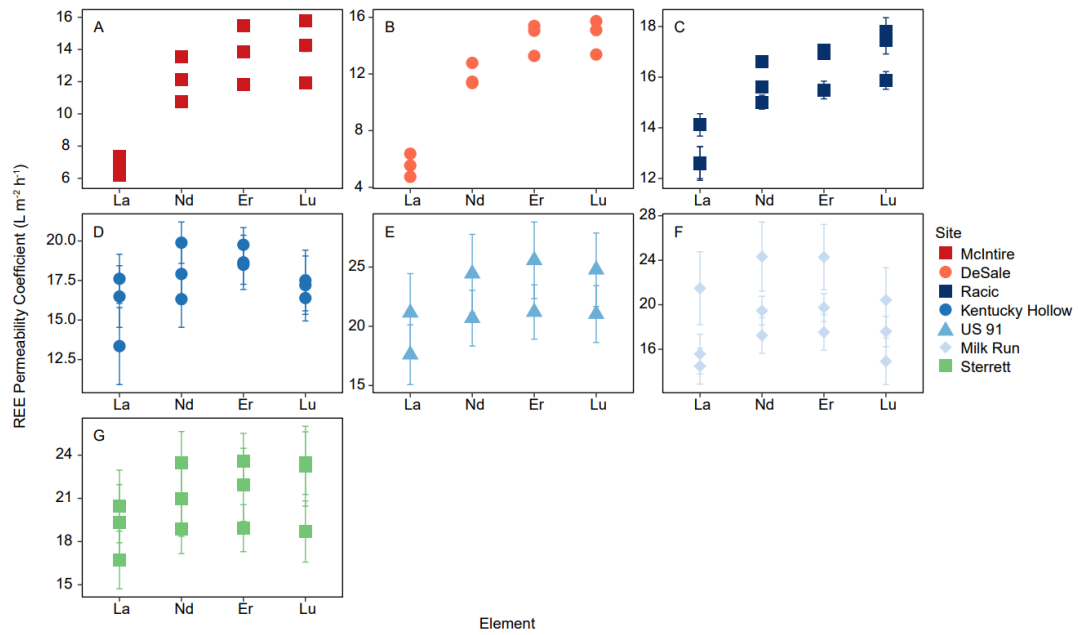 A
16
14
12
10
8
6
La Nd Er Lu
B
16
12
8
4
La Nd Er Lu
C
18
16
14
12
La Nd Er Lu
D
20.0
17.5
15.0
12.5
La Nd Er Lu
E
25
20
15
La Nd Er Lu
F
28
24
20
16
La Nd Er Lu
G
24
21
18
15
La Nd Er Lu
REE Permeability Coefficient (L m⁻² h⁻¹)
Element
Site
McIntire
DeSale
Racic
Kentucky Hollow
US 91
Milk Run
Sterrett